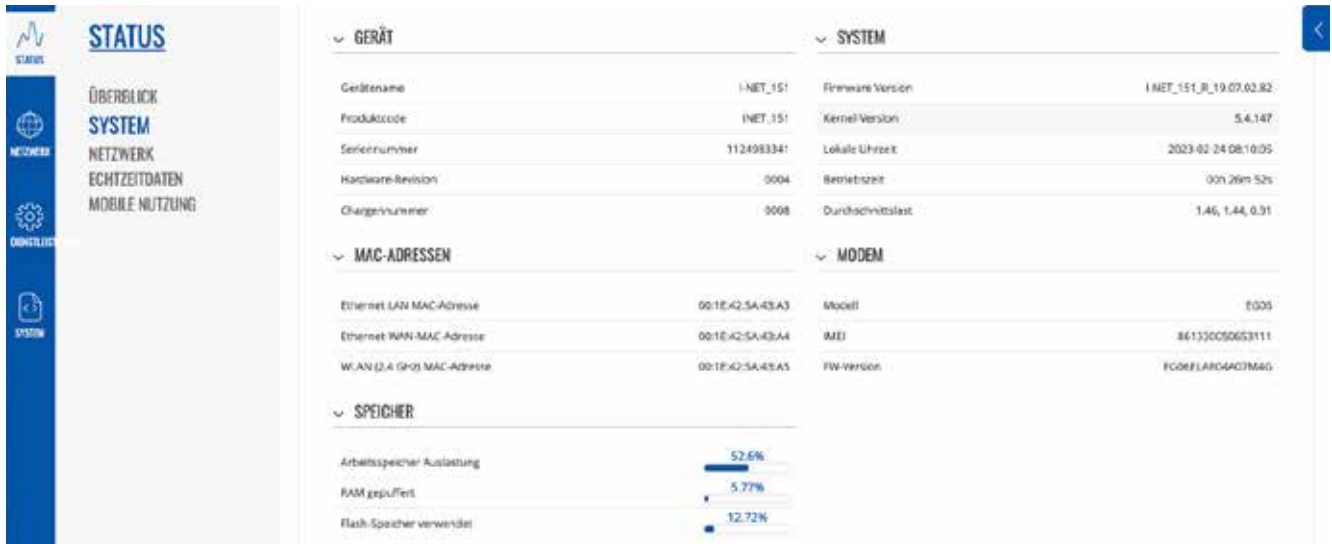 STATUS
STATUS
ÜBERBLICK
SYSTEM
NETZWERK
ECHTZEITDATEN
MOBILE NUTZUNG
NETZWERK
SYSTEM
GERÄT
Gerätename I-NET_151
Produktcode INET_151
Seriennummer 1124983341
Hardware-Revision 0004
Chargennummer 0008
MAC-ADRESSEN
Ethernet LAN MAC-Adresse 00:1E:42:5A:43:A3
Ethernet WAN-MAC-Adresse 00:1E:42:5A:43:A4
WLAN (2.4 GHz) MAC-Adresse 00:1E:42:5A:43:A5
SPEICHER
Arbeitsspeicher Auslastung 52.6%
RAM gepuffert 5.77%
Flash-Speicher verwendet 12.72%
SYSTEM
Firmware Version I-NET_151_R_19.07.02.82
Kernel-Version 5.4.147
Lokale Uhrzeit 2023-02-24 08:10:05
Betriebszeit 00h 26m 52s
Durchschnittslast 1.46, 1.44, 0.91
MODEM
Modell EG06
IMEI 861330050653111
FW-Version